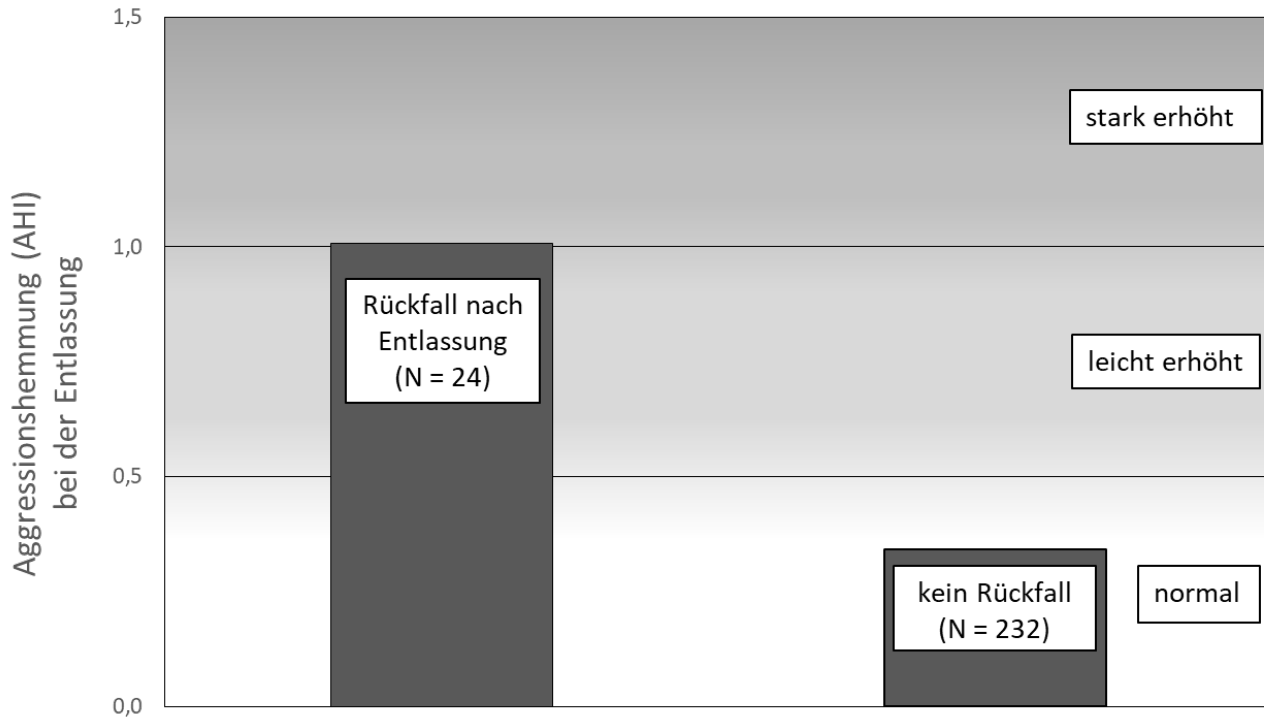 Aggressionshemmung (AHI)
bei der Entlassung
1,5
1,0
0,5
0,0
stark erhöht
leicht erhöht
normal
Rückfall nach
Entlassung
(N = 24)
kein Rückfall
(N = 232)